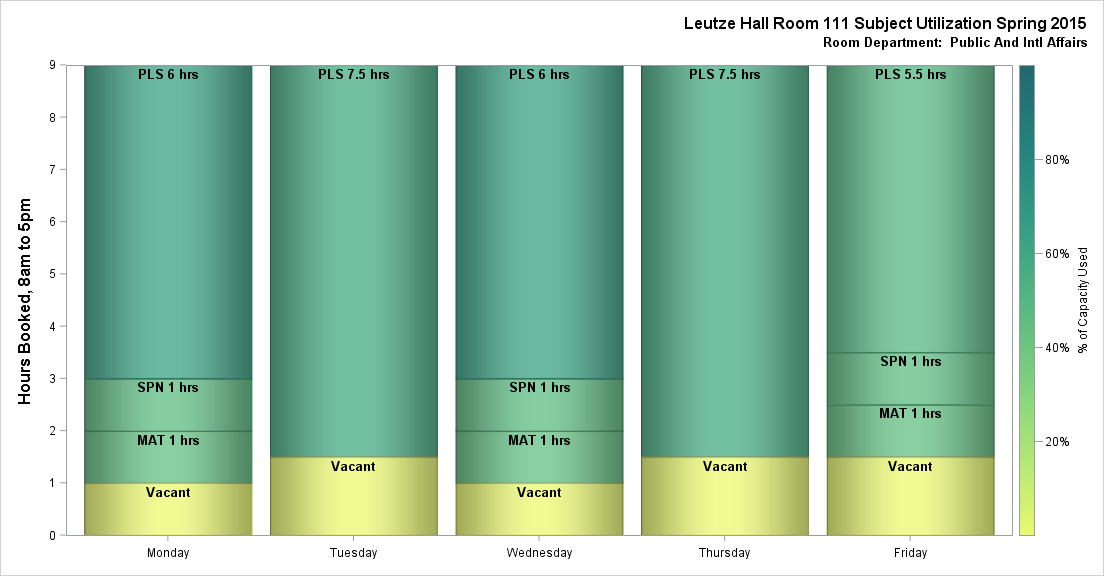 Leutze Hall Room 111 Subject Utilization Spring 2015
Room Department:  Public And Intl Affairs
Hours Booked, 8am to 5pm
9
8
7
6
5
4
3
2
1
0
PLS 6 hrs
SPN 1 hrs
MAT 1 hrs
Vacant
PLS 7.5 hrs
Vacant
PLS 6 hrs
SPN 1 hrs
MAT 1 hrs
Vacant
PLS 7.5 hrs
Vacant
PLS 5.5 hrs
SPN 1 hrs
MAT 1 hrs
Vacant
Monday
Tuesday
Wednesday
Thursday
Friday
80%
60%
40%
20%
% of Capacity Used